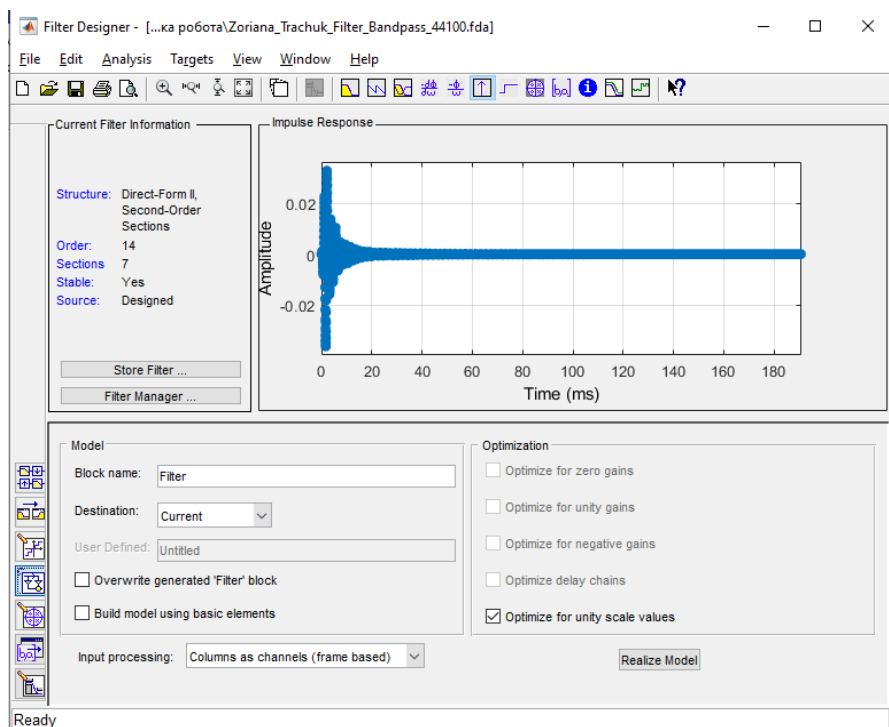 Filter Designer - [...ка робота\Zoriana_Trachuk_Filter_Bandpass_44100.fda]
File Edit Analysis Targets View Window Help
Current Filter Information
Structure: Direct-Form II,
Second-Order
Sections
Order: 14
Sections 7
Stable: Yes
Source: Designed
Store Filter ...
Filter Manager ...
Impulse Response
Amplitude
0.02
0
-0.02
0 20 40 60 80 100 120 140 160 180
Time (ms)
Model
Block name: Filter
Destination: Current
User Defined: Untitled
Overwrite generated 'Filter' block
Build model using basic elements
Input processing: Columns as channels (frame based)
Optimization
Optimize for zero gains
Optimize for unity gains
Optimize for negative gains
Optimize delay chains
Optimize for unity scale values
Realize Model
Ready